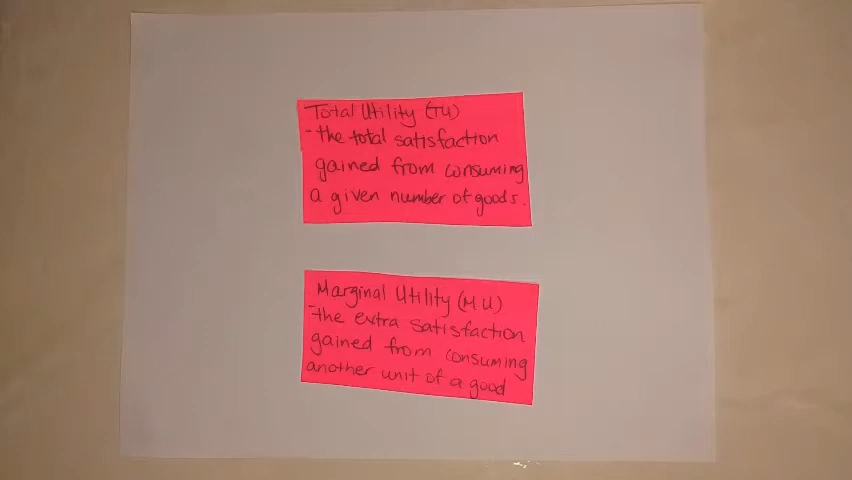 Total Utility (TU)
- the total satisfaction
gained from consuming
a given number of goods.
Marginal Utility (MU)
- the extra satisfaction
gained from consuming
another unit of a good